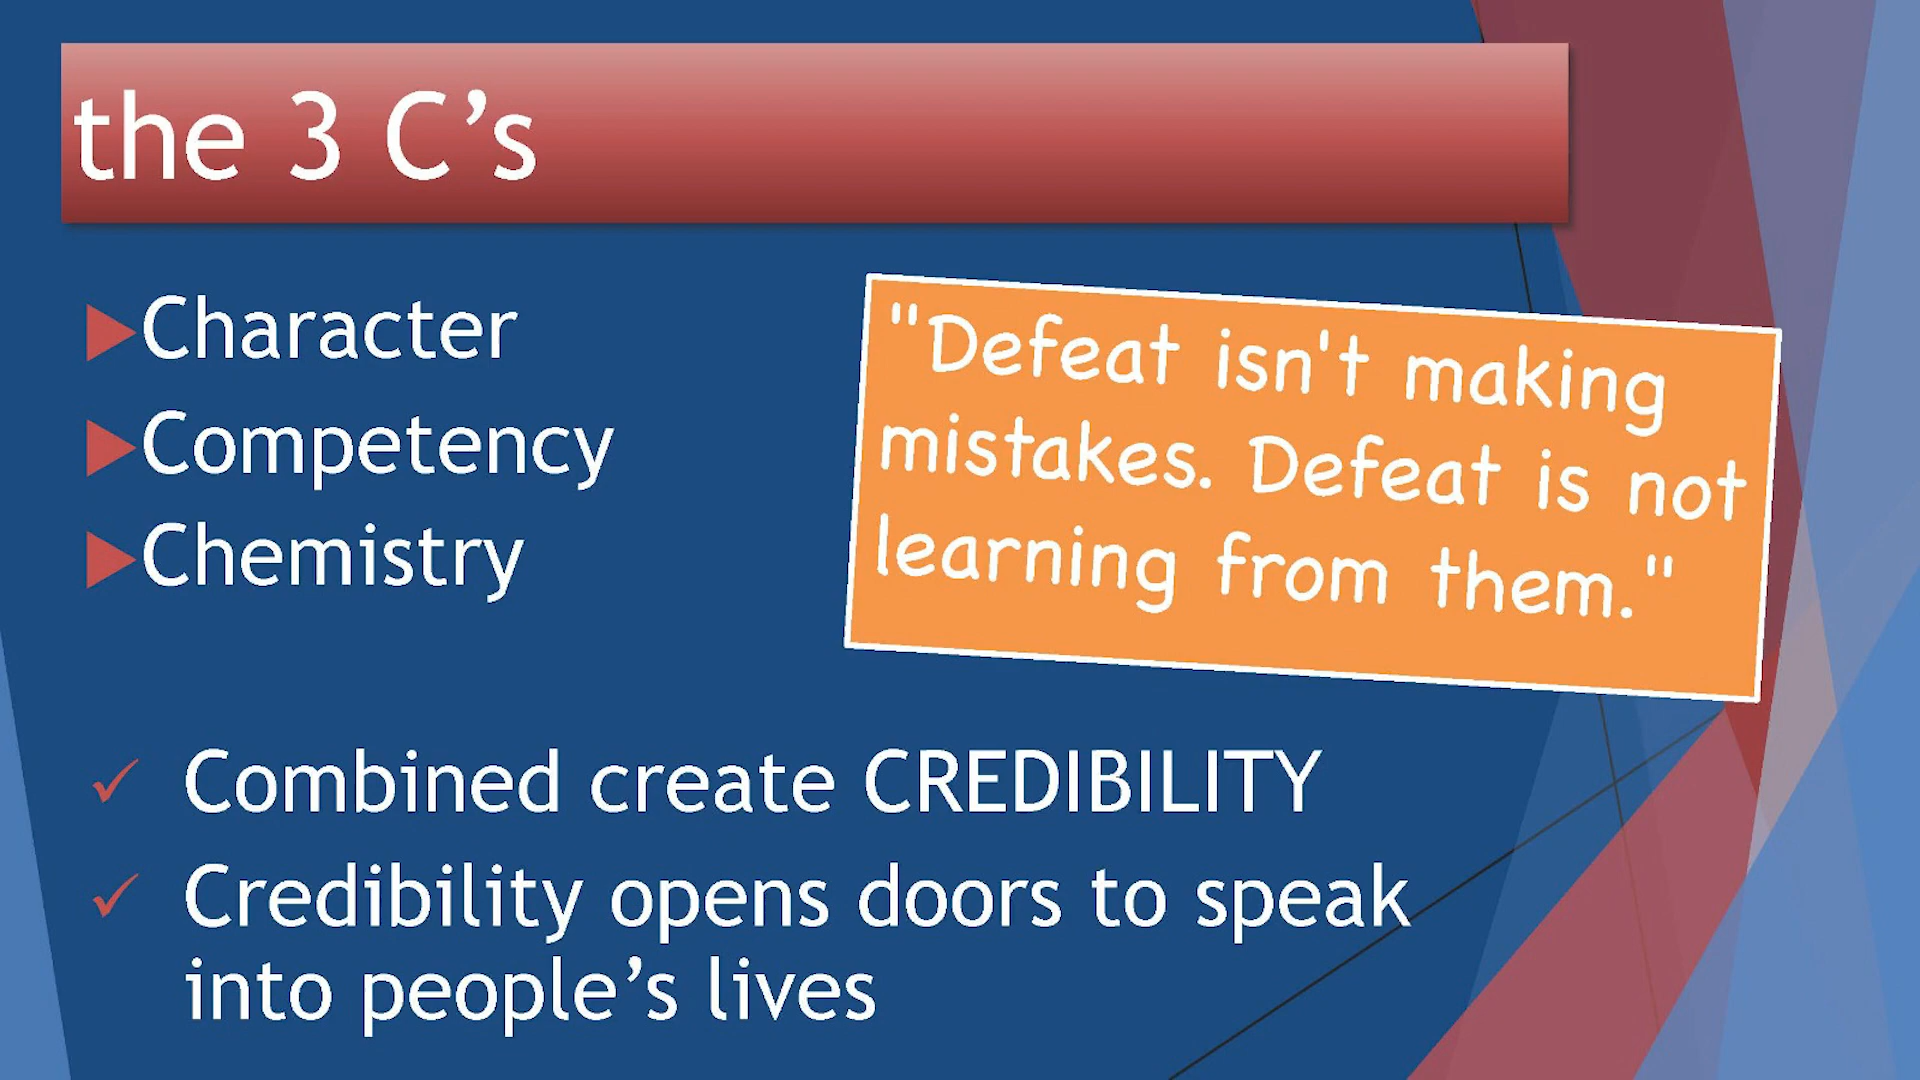 the 3 C’s
Character
Competency
Chemistry
"Defeat isn't making
mistakes. Defeat is not
learning from them."
Combined create CREDIBILITY
Credibility opens doors to speak
into people’s lives